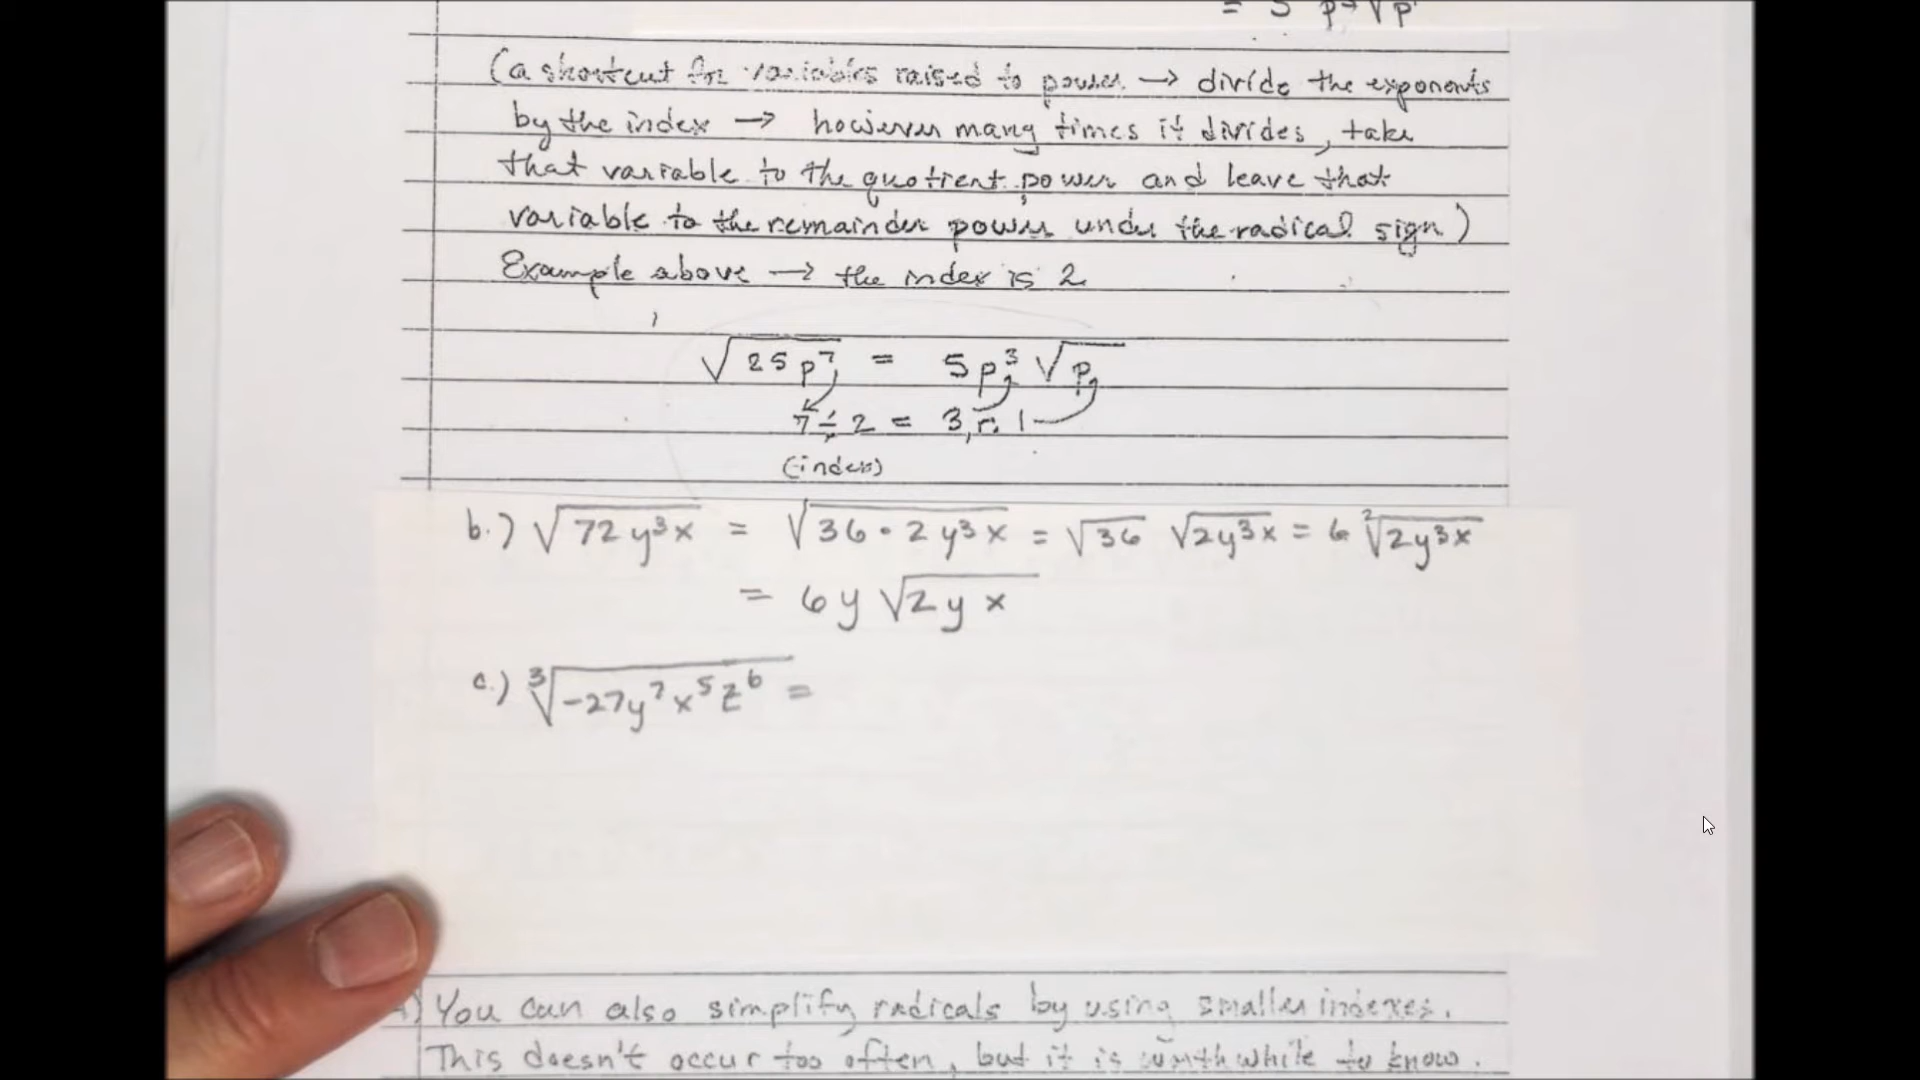 = 5 p³ √p
(a shortcut for variables raised to power → divide the exponents
by the index → however many times it divides, take
that variable to the quotient power and leave that
variable to the remainder power under the radical sign)
Example above → the index is 2
√25p⁷ = 5p³ √p
7 ÷ 2 = 3, r. 1
(index)
b.) √72y³x = √36·2y³x = √36 √2y³x = 6 ²√2y³x
= 6y √2yx
c.) ³√-27y⁷x⁵z⁶ =
You can also simplify radicals by using smaller indexes.
This doesn't occur too often, but it is worthwhile to know.